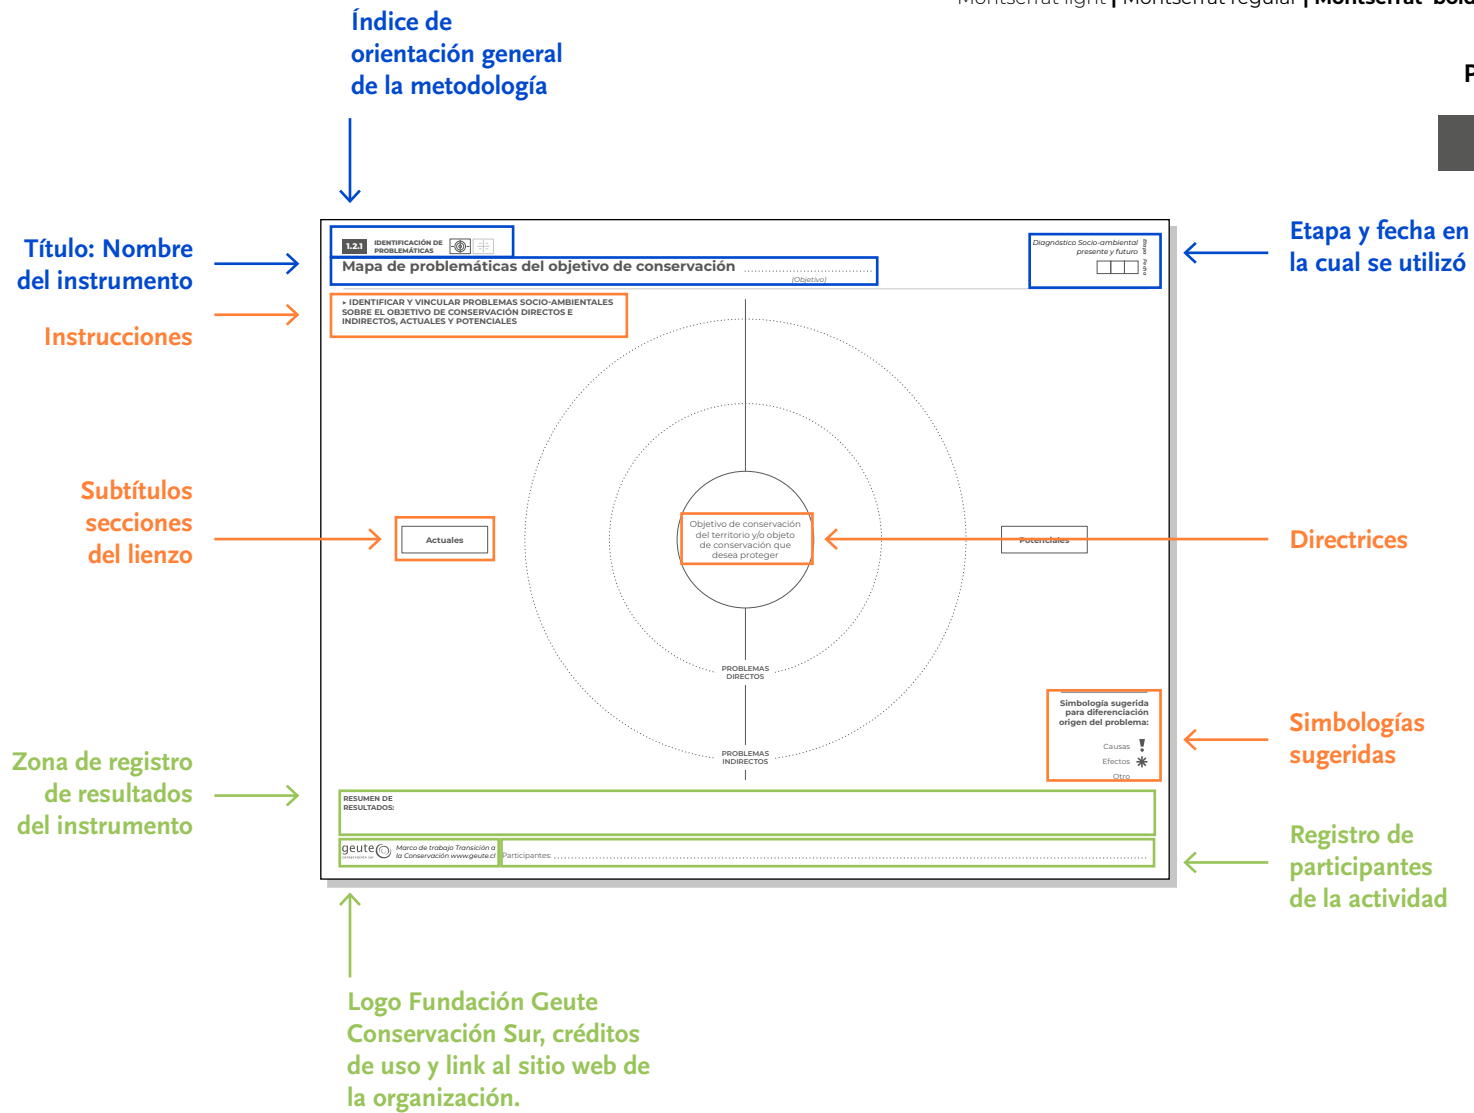 Montserrat light | Montserrat regular | Montserrat bold
P
Índice de
orientación general
de la metodología
Título: Nombre
del instrumento
Instrucciones
Subtítulos
secciones
del lienzo
Zona de registro
de resultados
del instrumento
1.2.1 IDENTIFICACIÓN DE
PROBLEMÁTICAS
Mapa de problemáticas del objetivo de conservación
(Objetivo)
Diagnóstico Socio-ambiental
presente y futuro
▸ IDENTIFICAR Y VINCULAR PROBLEMAS SOCIO-AMBIENTALES
SOBRE EL OBJETIVO DE CONSERVACIÓN DIRECTOS E
INDIRECTOS, ACTUALES Y POTENCIALES
Actuales
Objetivo de conservación
del territorio y/o objeto
de conservación que
desea proteger
Potenciales
PROBLEMAS
DIRECTOS
PROBLEMAS
INDIRECTOS
Simbología sugerida
para diferenciación
origen del problema:
Causas
Efectos
Otro
RESUMEN DE
RESULTADOS:
geute
Marco de trabajo Transición a
la Conservación www.geute.cl
Participantes:
Etapa y fecha en
la cual se utilizó
Directrices
Simbologías
sugeridas
Registro de
participantes
de la actividad
Logo Fundación Geute
Conservación Sur, créditos
de uso y link al sitio web de
la organización.